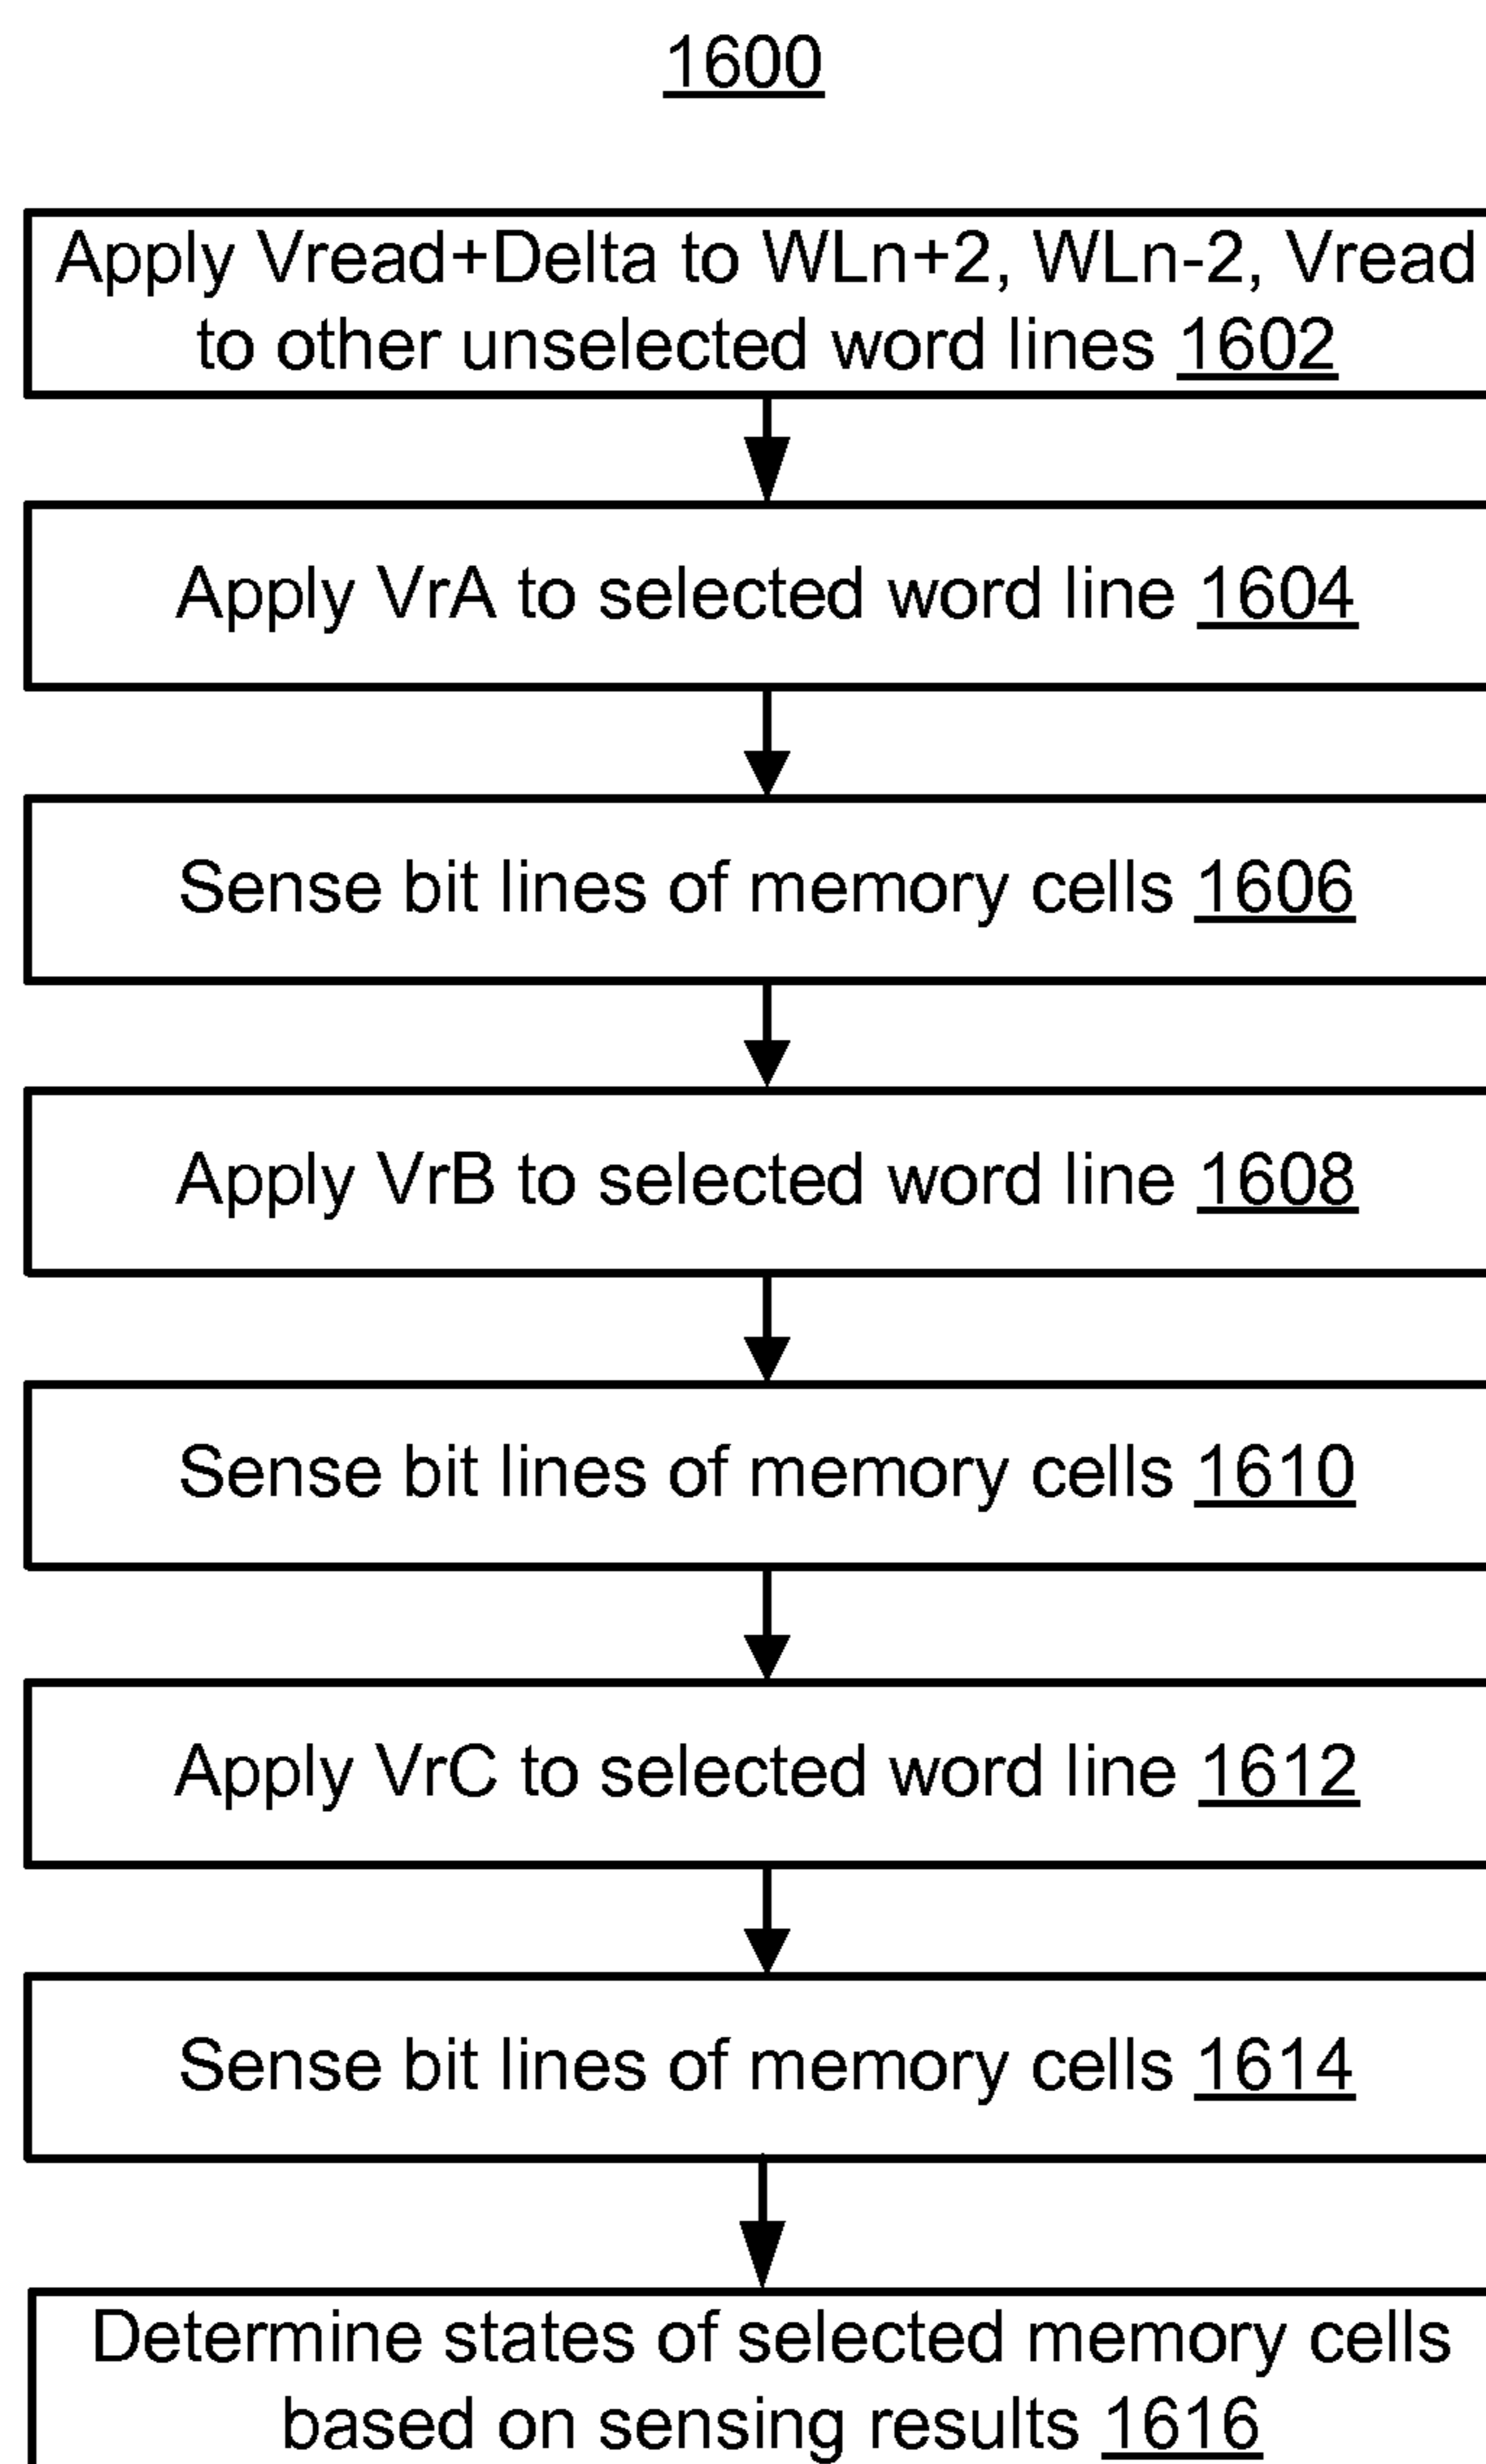 1600
Apply Vread+Delta to WLn+2, WLn-2, Vread
to other unselected word lines 1602
Apply VrA to selected word line 1604
Sense bit lines of memory cells 1606
Apply VrB to selected word line 1608
Sense bit lines of memory cells 1610
Apply VrC to selected word line 1612
Sense bit lines of memory cells 1614
Determine states of selected memory cells
based on sensing results 1616